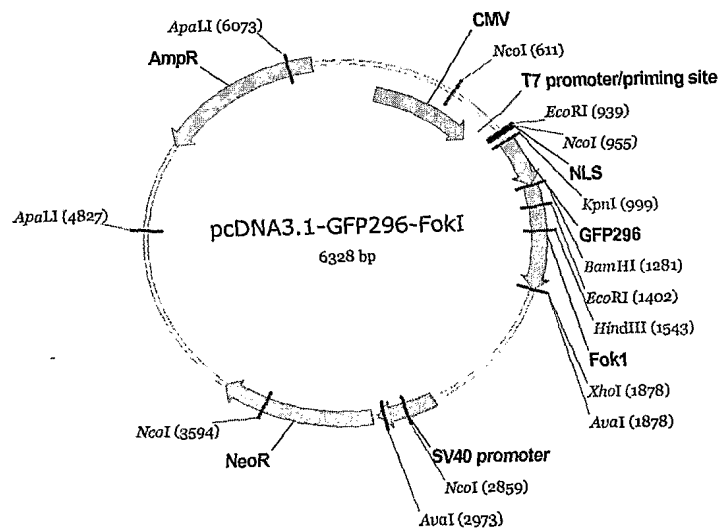 ApaLI (6073)
CMV
AmpR
NcoI (611)
T7 promoter/priming site
EcoRI (939)
NcoI (955)
NLS
KpnI (999)
ApaLI (4827)
pcDNA3.1-GFP296-FokI
6328 bp
GFP296
BamHI (1281)
EcoRI (1402)
HindIII (1543)
Fok1
XhoI (1878)
AvaI (1878)
NcoI (3594)
NeoR
SV40 promoter
NcoI (2859)
AvaI (2973)